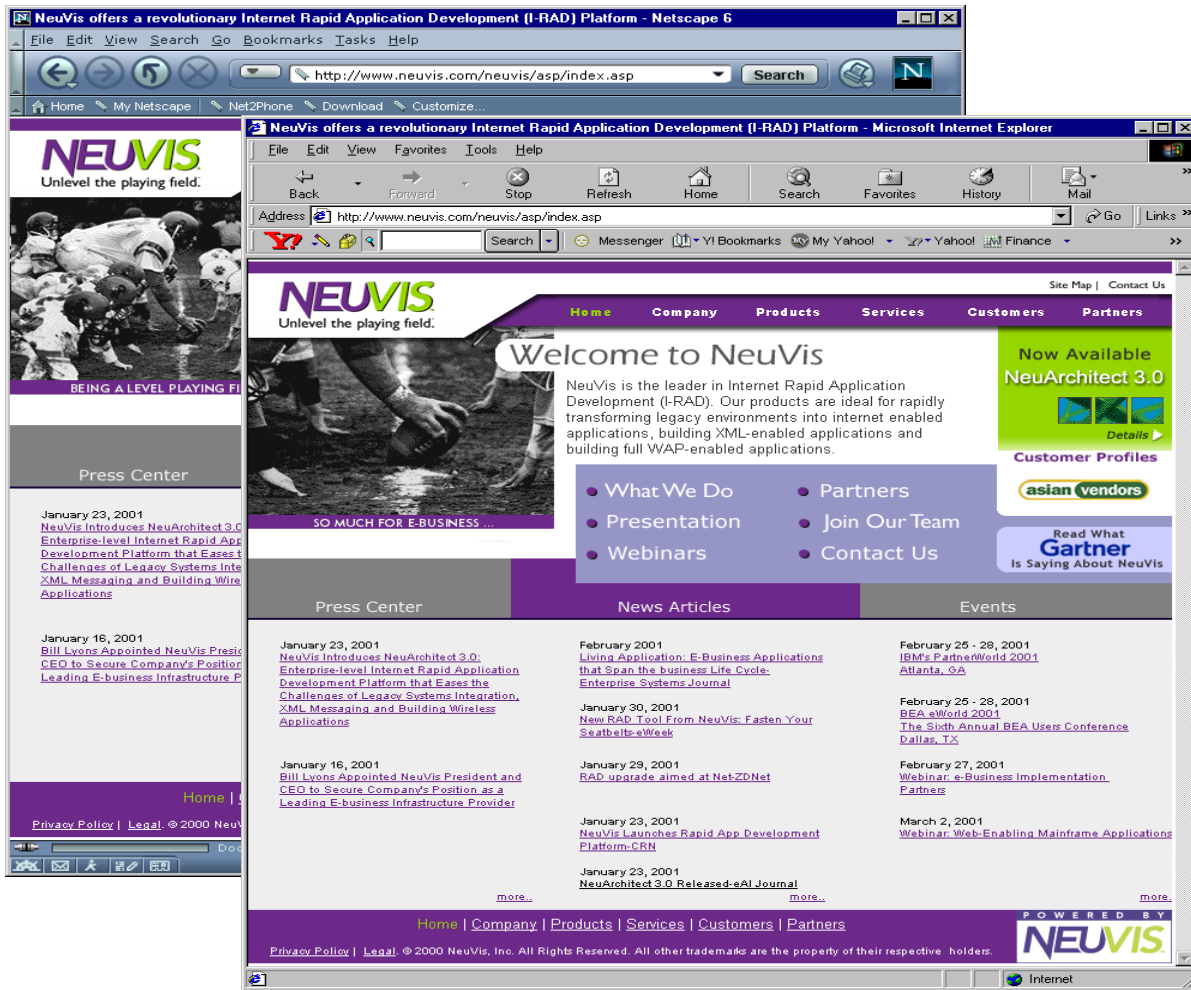 NeuVis offers a revolutionary Internet Rapid Application Development (I-RAD) Platform - Netscape 6
File Edit View Search Go Bookmarks Tasks Help
http://www.neuvis.com/neuvis/asp/index.asp
Search
N
Home My Netscape Net2Phone Download Customize...
NEUVIS
Unlevel the playing field.
BEING A LEVEL PLAYING FI
Press Center
January 23, 2001
NeuVis Introduces NeuArchitect 3.0
Enterprise-level Internet Rapid App
Development Platform that Eases t
Challenges of Legacy Systems Inte
XML Messaging and Building Wire
Applications
January 16, 2001
Bill Lyons Appointed NeuVis Presid
CEO to Secure Company's Position
Leading E-business Infrastructure P
Home |
Privacy Policy | Legal. © 2000 NeuV
Doc
NeuVis offers a revolutionary Internet Rapid Application Development (I-RAD) Platform - Microsoft Internet Explorer
File Edit View Favorites Tools Help
Back Forward Stop Refresh Home Search Favorites History Mail
Address http://www.neuvis.com/neuvis/asp/index.asp Go Links
Y! Search Messenger Y! Bookmarks My Yahoo! Yahoo! Finance
Site Map | Contact Us
NEUVIS
Unlevel the playing field.
Home Company Products Services Customers Partners
Welcome to NeuVis
NeuVis is the leader in Internet Rapid Application
Development (I-RAD). Our products are ideal for rapidly
transforming legacy environments into internet enabled
applications, building XML-enabled applications and
building full WAP-enabled applications.
SO MUCH FOR E-BUSINESS ...
What We Do
Presentation
Webinars
Partners
Join Our Team
Contact Us
Now Available
NeuArchitect 3.0
Details
Customer Profiles
asian vendors
Read What
Gartner
Is Saying About NeuVis
Press Center
January 23, 2001
NeuVis Introduces NeuArchitect 3.0:
Enterprise-level Internet Rapid Application
Development Platform that Eases the
Challenges of Legacy Systems Integration,
XML Messaging and Building Wireless
Applications
January 16, 2001
Bill Lyons Appointed NeuVis President and
CEO to Secure Company's Position as a
Leading E-business Infrastructure Provider
more..
News Articles
February 2001
Living Application: E-Business Applications
that Span the business Life Cycle-
Enterprise Systems Journal
January 30, 2001
New RAD Tool From NeuVis: Fasten Your
Seatbelts-eWeek
January 29, 2001
RAD upgrade aimed at Net-ZDNet
January 23, 2001
NeuVis Launches Rapid App Development
Platform-CRN
January 23, 2001
NeuArchitect 3.0 Released-eAI Journal
more..
Events
February 25 - 28, 2001
IBM's PartnerWorld 2001
Atlanta, GA
February 25 - 28, 2001
BEA eWorld 2001
The Sixth Annual BEA Users Conference
Dallas, TX
February 27, 2001
Webinar: e-Business Implementation
Partners
March 2, 2001
Webinar: Web-Enabling Mainframe Applications
more.
Home | Company | Products | Services | Customers | Partners
Privacy Policy | Legal. © 2000 NeuVis, Inc. All Rights Reserved. All other trademarks are the property of their respective holders.
POWERED BY
NEUVIS
Internet